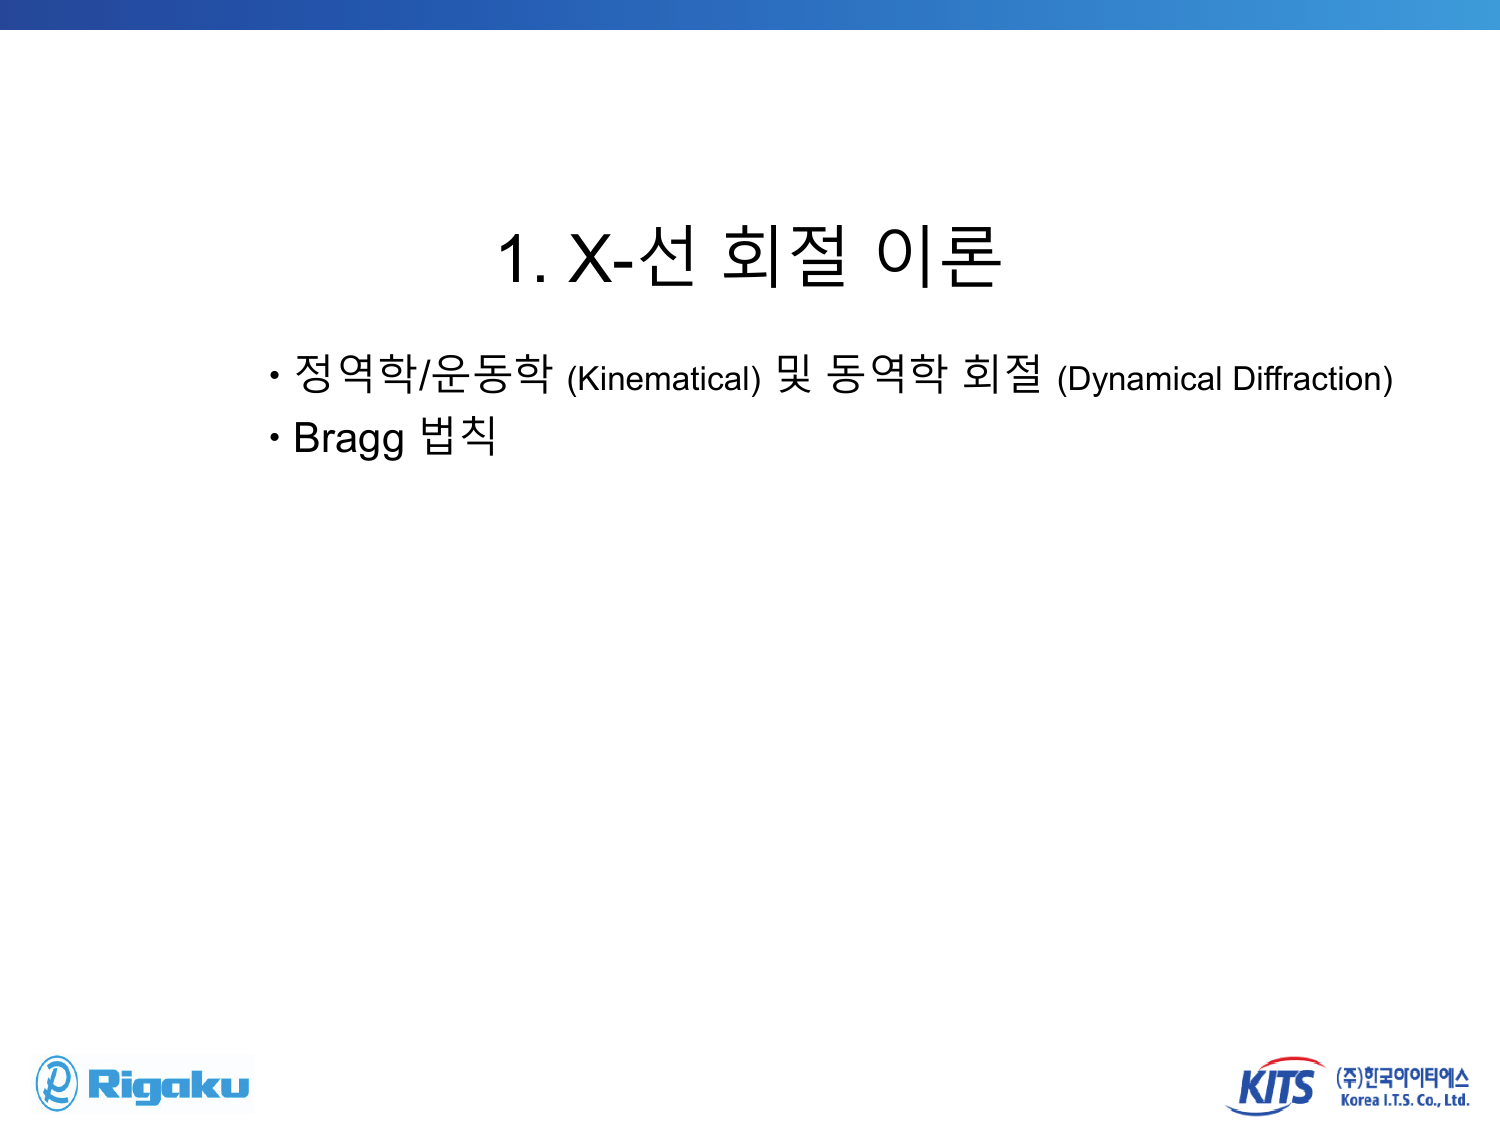 1. X-선 회절 이론
• 정역학/운동학 (Kinematical) 및 동역학 회절 (Dynamical Diffraction)
• Bragg 법칙
Rigaku
KITS
(주)한국아이티에스
Korea I.T.S. Co., Ltd.